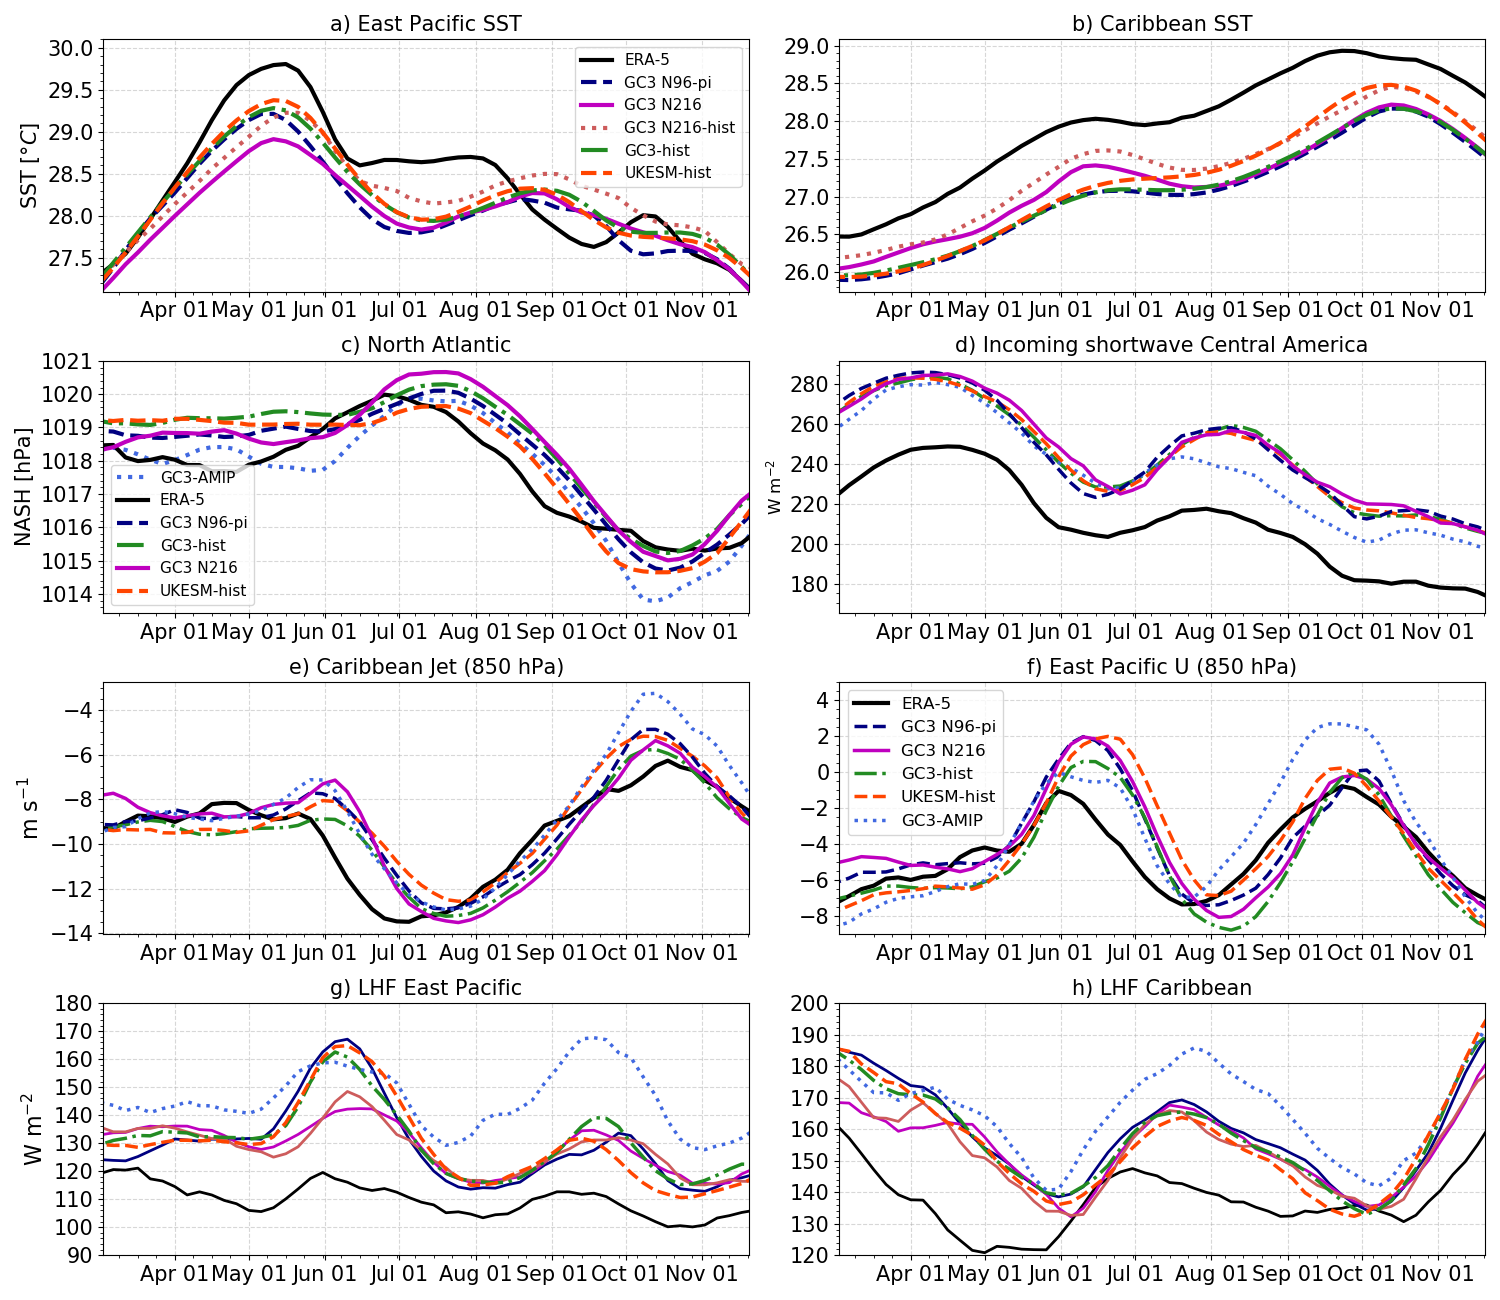 a) East Pacific SST
SST [°C]
30.0
29.5
29.0
28.5
28.0
27.5
ERA-5
GC3 N96-pi
GC3 N216
GC3 N216-hist
GC3-hist
UKESM-hist
Apr 01 May 01 Jun 01 Jul 01 Aug 01 Sep 01 Oct 01 Nov 01
b) Caribbean SST
29.0
28.5
28.0
27.5
27.0
26.5
26.0
Apr 01 May 01 Jun 01 Jul 01 Aug 01 Sep 01 Oct 01 Nov 01
c) North Atlantic
NASH [hPa]
1021
1020
1019
1018
1017
1016
1015
1014
GC3-AMIP
ERA-5
GC3 N96-pi
GC3-hist
GC3 N216
UKESM-hist
Apr 01 May 01 Jun 01 Jul 01 Aug 01 Sep 01 Oct 01 Nov 01
d) Incoming shortwave Central America
W m⁻²
280
260
240
220
200
180
Apr 01 May 01 Jun 01 Jul 01 Aug 01 Sep 01 Oct 01 Nov 01
e) Caribbean Jet (850 hPa)
m s⁻¹
−4
−6
−8
−10
−12
−14
Apr 01 May 01 Jun 01 Jul 01 Aug 01 Sep 01 Oct 01 Nov 01
f) East Pacific U (850 hPa)
4
2
0
−2
−4
−6
−8
ERA-5
GC3 N96-pi
GC3 N216
GC3-hist
UKESM-hist
GC3-AMIP
Apr 01 May 01 Jun 01 Jul 01 Aug 01 Sep 01 Oct 01 Nov 01
g) LHF East Pacific
W m⁻²
180
170
160
150
140
130
120
110
100
90
Apr 01 May 01 Jun 01 Jul 01 Aug 01 Sep 01 Oct 01 Nov 01
h) LHF Caribbean
200
190
180
170
160
150
140
130
120
Apr 01 May 01 Jun 01 Jul 01 Aug 01 Sep 01 Oct 01 Nov 01